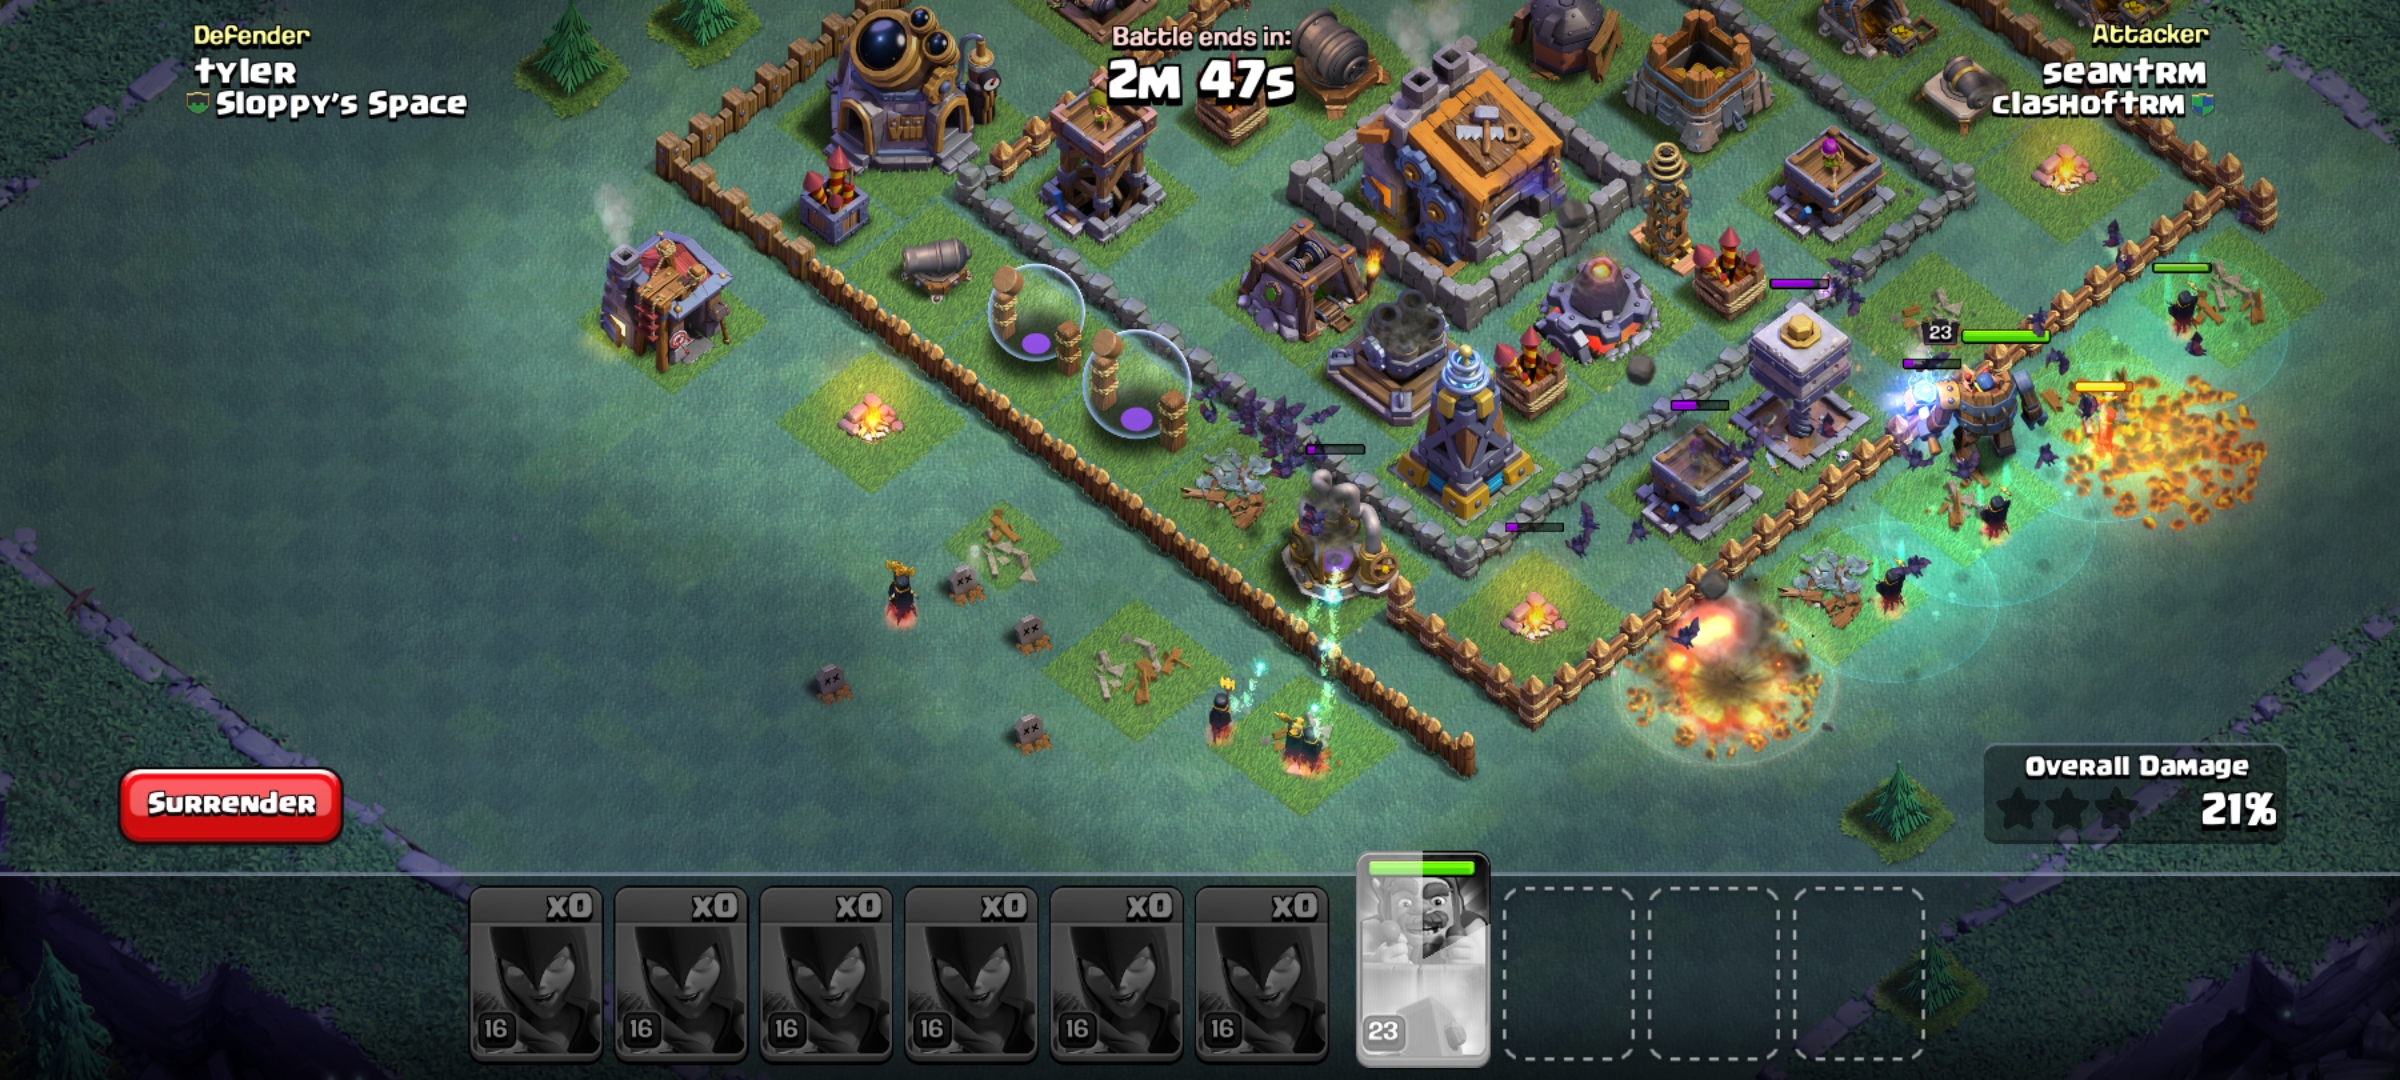 Defender
tyler
Sloppy's Space
Battle ends in:
2m 47s
Attacker
seantrm
clashoftrm
23
Surrender
Overall Damage
21%
x0
x0
x0
x0
x0
x0
16
16
16
16
16
16
23